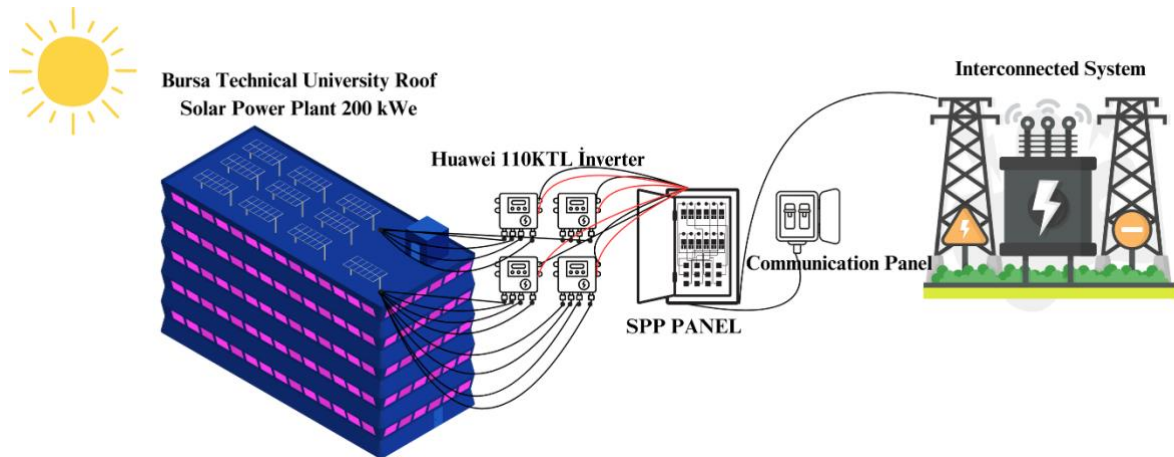 Bursa Technical University Roof
Solar Power Plant 200 kWe
Interconnected System
Huawei 110KTL İnverter
Communication Panel
SPP PANEL